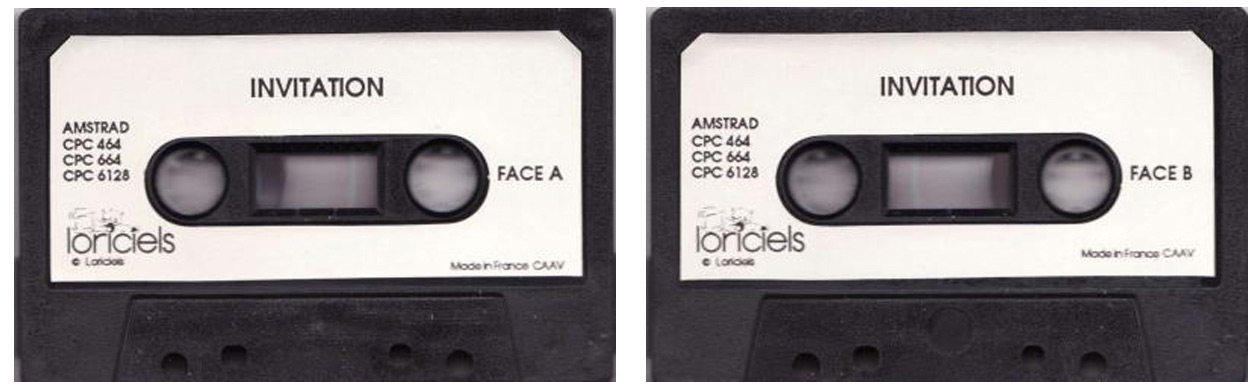 INVITATION
AMSTRAD
CPC 464
CPC 664
CPC 6128
FACE A
loriciels
© Loriciels
Made in France CAAV
INVITATION
AMSTRAD
CPC 464
CPC 664
CPC 6128
FACE B
loriciels
© Loriciels
Made in France CAAV